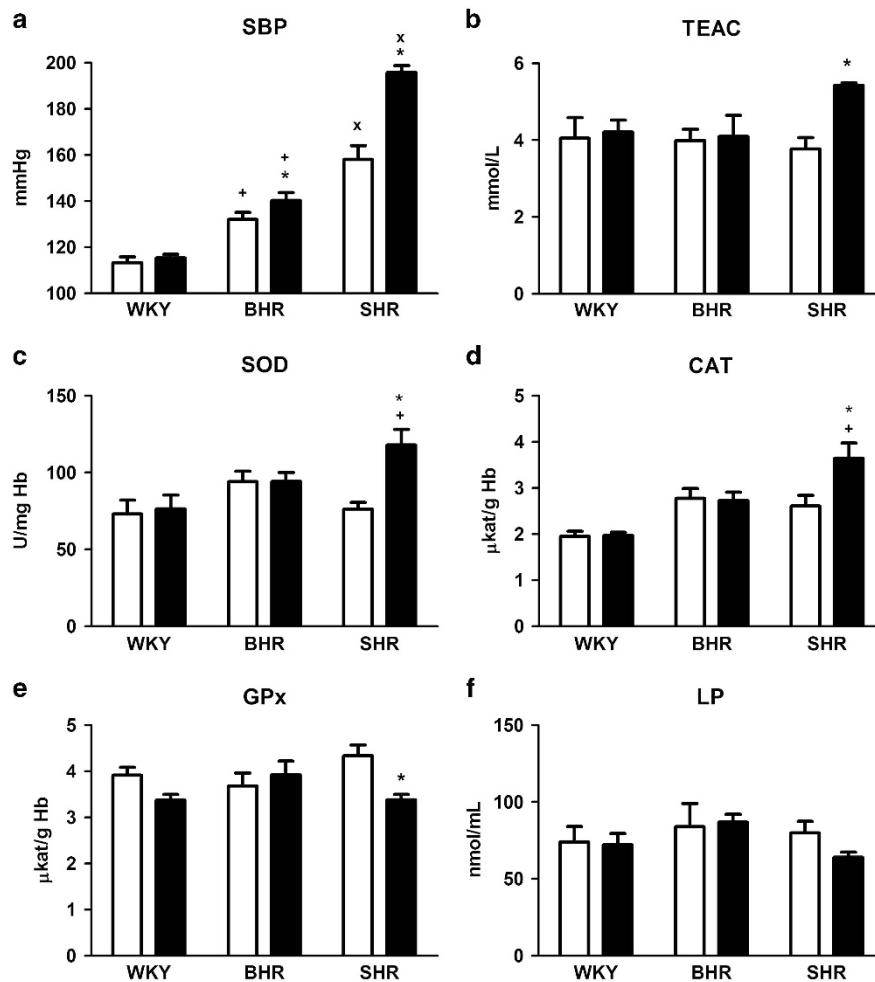 a
SBP
mmHg
200
180
160
140
120
100
+
+
*
x
x
*
WKY BHR SHR
b
TEAC
mmol/L
6
4
2
0
*
WKY BHR SHR
c
SOD
U/mg Hb
150
100
50
0
*
+
WKY BHR SHR
d
CAT
µkat/g Hb
5
4
3
2
1
0
*
+
WKY BHR SHR
e
GPx
µkat/g Hb
5
4
3
2
1
0
*
WKY BHR SHR
f
LP
nmol/mL
150
100
50
0
WKY BHR SHR